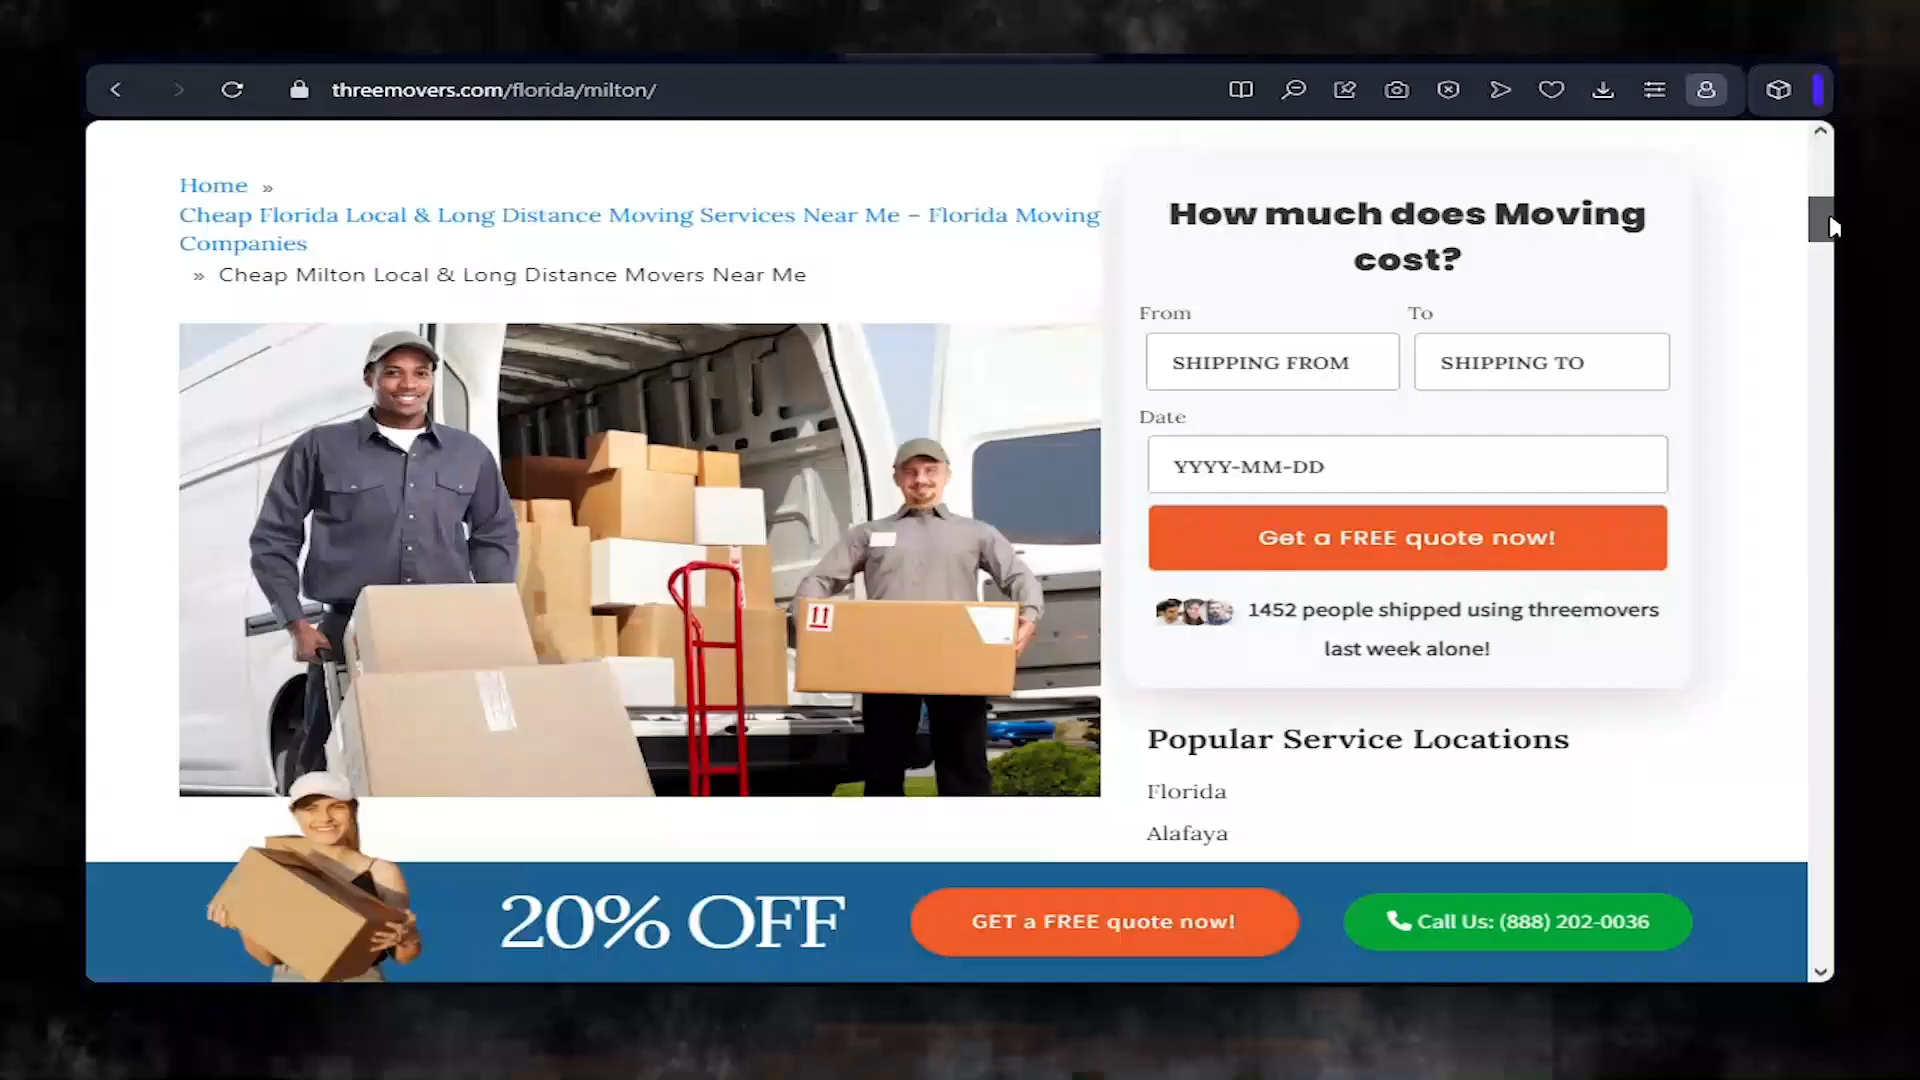 threemovers.com/florida/milton/
Home »
Cheap Florida Local & Long Distance Moving Services Near Me – Florida Moving
Companies
» Cheap Milton Local & Long Distance Movers Near Me
How much does Moving
cost?
From To
SHIPPING FROM SHIPPING TO
Date
YYYY-MM-DD
Get a FREE quote now!
1452 people shipped using threemovers
last week alone!
Popular Service Locations
Florida
Alafaya
20% OFF
GET a FREE quote now!
Call Us: (888) 202-0036